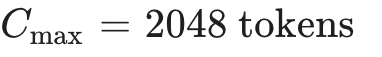 C_max = 2048 tokens